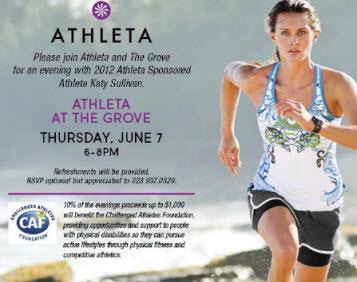 ATHLETA
Please join Athleta and The Grove
for an evening with 2012 Athleta Sponsored
Athlete Katy Sullivan.
ATHLETA
AT THE GROVE
THURSDAY, JUNE 7
6-8PM
Refreshments will be provided.
RSVP optional but appreciated to 323.937.0529.
CHALLENGED ATHLETES
CAF
FOUNDATION
10% of the evenings proceeds up to $1,000
will benefit the Challenged Athletes Foundation,
providing opportunities and support to people
with physical disabilities so they can pursue
active lifestyles through physical fitness and
competitive athletics.